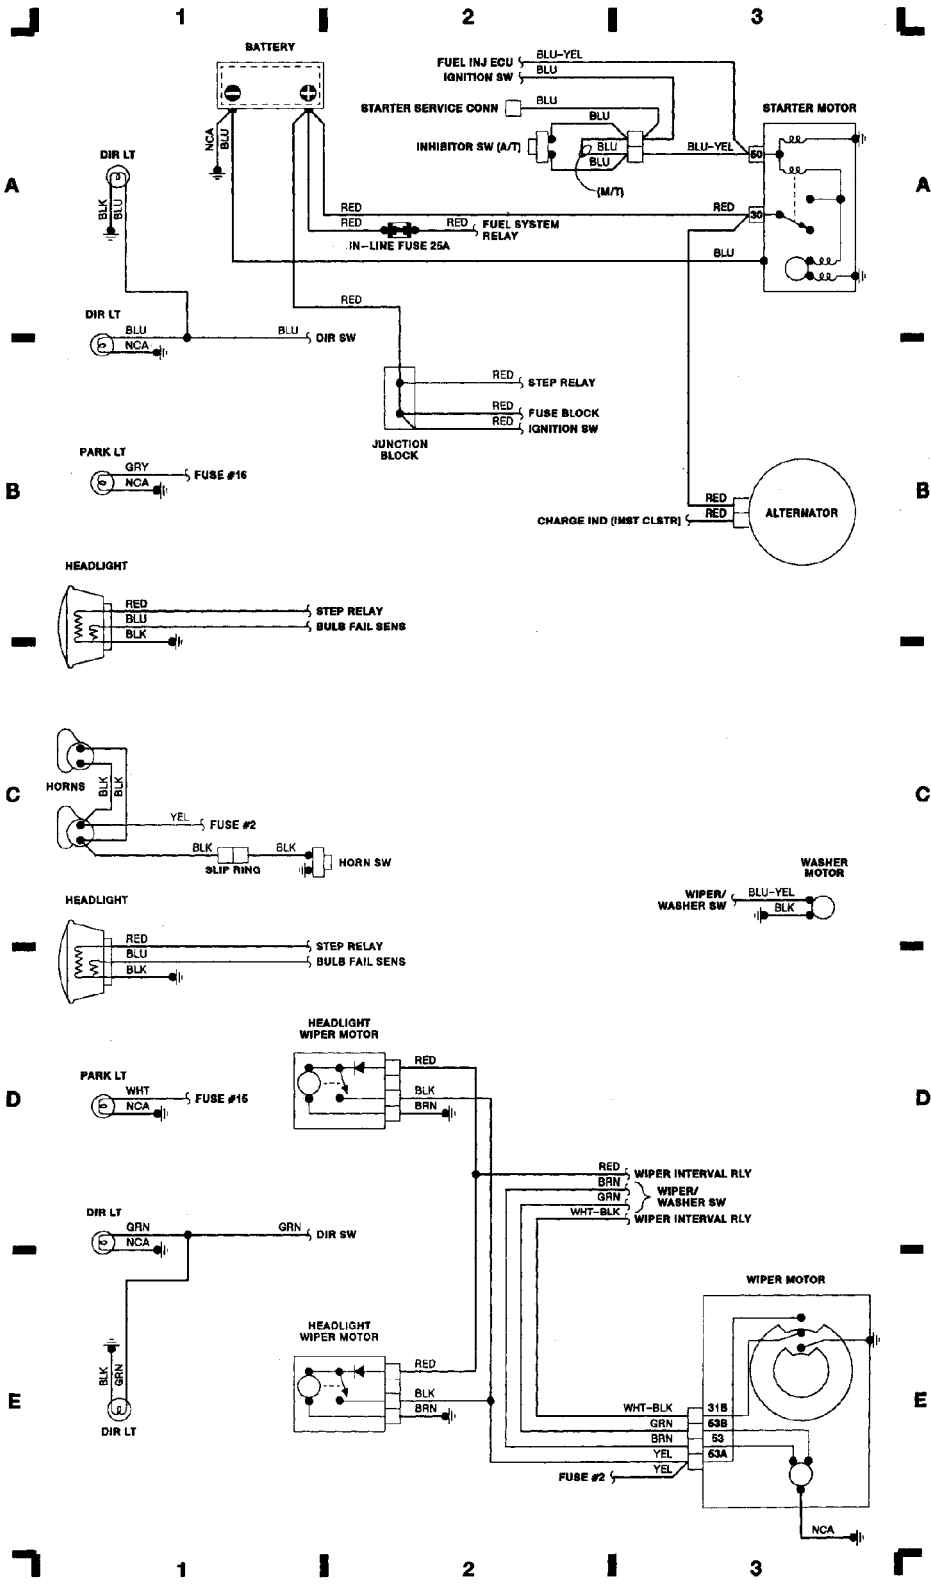 1 2 3
BATTERY
FUEL INJ ECU BLU-YEL
IGNITION SW BLU
STARTER SERVICE CONN BLU
STARTER MOTOR
BLU
INHIBITOR SW (A/T) BLU BLU-YEL 50
BLU
(M/T)
NCA BLU
DIR LT
A A
BLK BLU
RED RED 30
RED RED FUEL SYSTEM
RELAY
IN-LINE FUSE 25A
BLU
RED
DIR LT
BLU BLU DIR SW
NCA
RED STEP RELAY
RED FUSE BLOCK
RED IGNITION SW
JUNCTION
BLOCK
PARK LT
GRY FUSE #16
NCA
B B
RED
CHARGE IND (INST CLSTR) RED
ALTERNATOR
HEADLIGHT
RED STEP RELAY
BLU BULB FAIL SENS
BLK
HORNS BLK BLK
C C
YEL FUSE #2
BLK BLK HORN SW
SLIP RING
WASHER
MOTOR
WIPER/
WASHER SW BLU-YEL
BLK
HEADLIGHT
RED STEP RELAY
BLU BULB FAIL SENS
BLK
HEADLIGHT
WIPER MOTOR
RED
BLK
BRN
PARK LT
WHT FUSE #15
NCA
D D
RED WIPER INTERVAL RLY
BRN WIPER/
GRN WASHER SW
WHT-BLK WIPER INTERVAL RLY
DIR LT
GRN GRN DIR SW
NCA
WIPER MOTOR
HEADLIGHT
WIPER MOTOR
RED
BLK
BRN
BLK GRN
DIR LT
E E
WHT-BLK 31B
GRN 53B
BRN 53
YEL 53A
FUSE #2 YEL
NCA
1 2 3